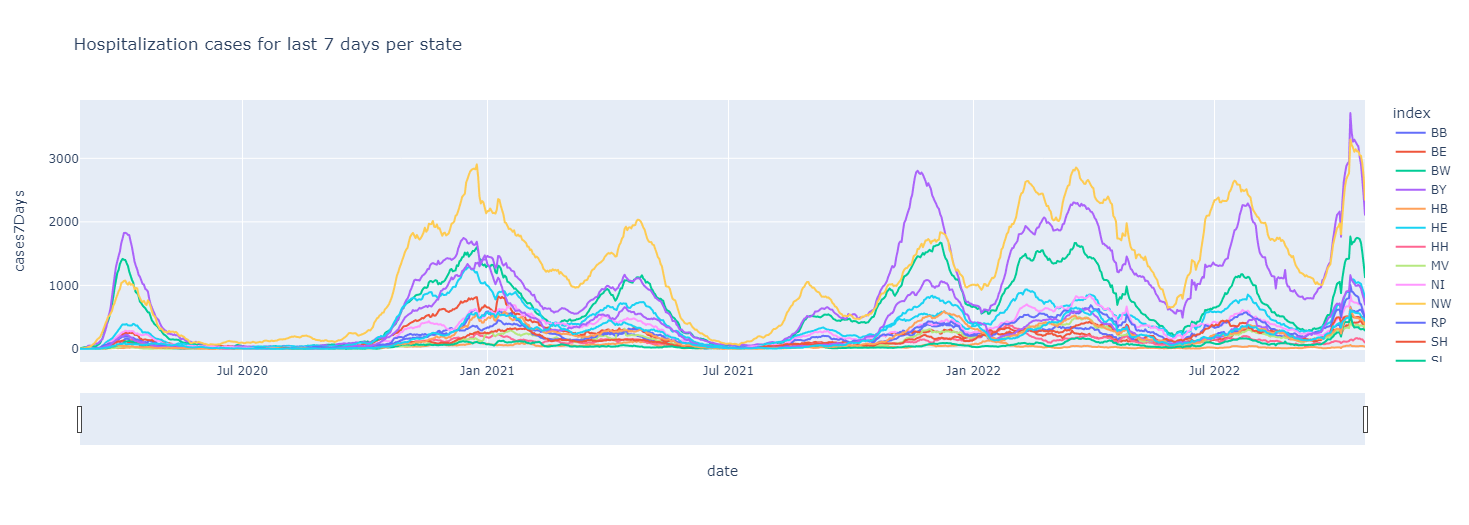 Hospitalization cases for last 7 days per state
cases7Days
3000
2000
1000
0
Jul 2020
Jan 2021
Jul 2021
Jan 2022
Jul 2022
date
index
BB
BE
BW
BY
HB
HE
HH
MV
NI
NW
RP
SH